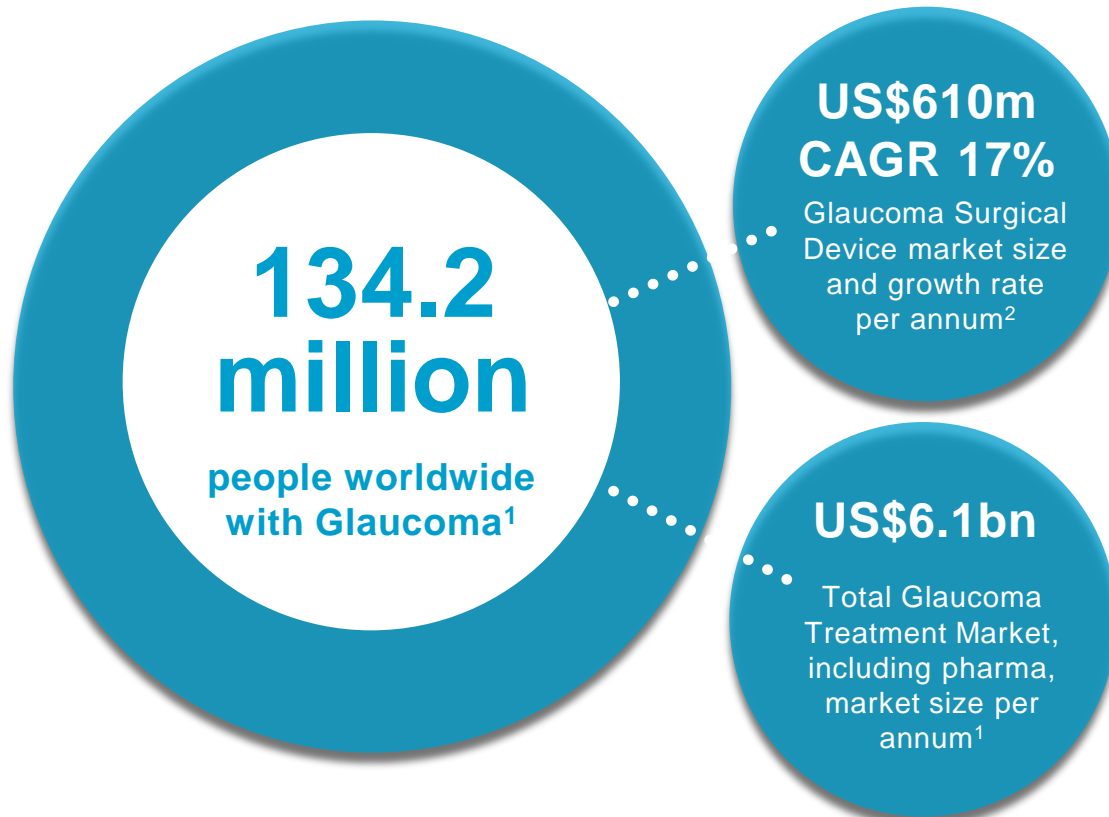 134.2
million
people worldwide
with Glaucoma¹
US$610m
CAGR 17%
Glaucoma Surgical
Device market size
and growth rate
per annum²
US$6.1bn
Total Glaucoma
Treatment Market,
including pharma,
market size per
annum¹